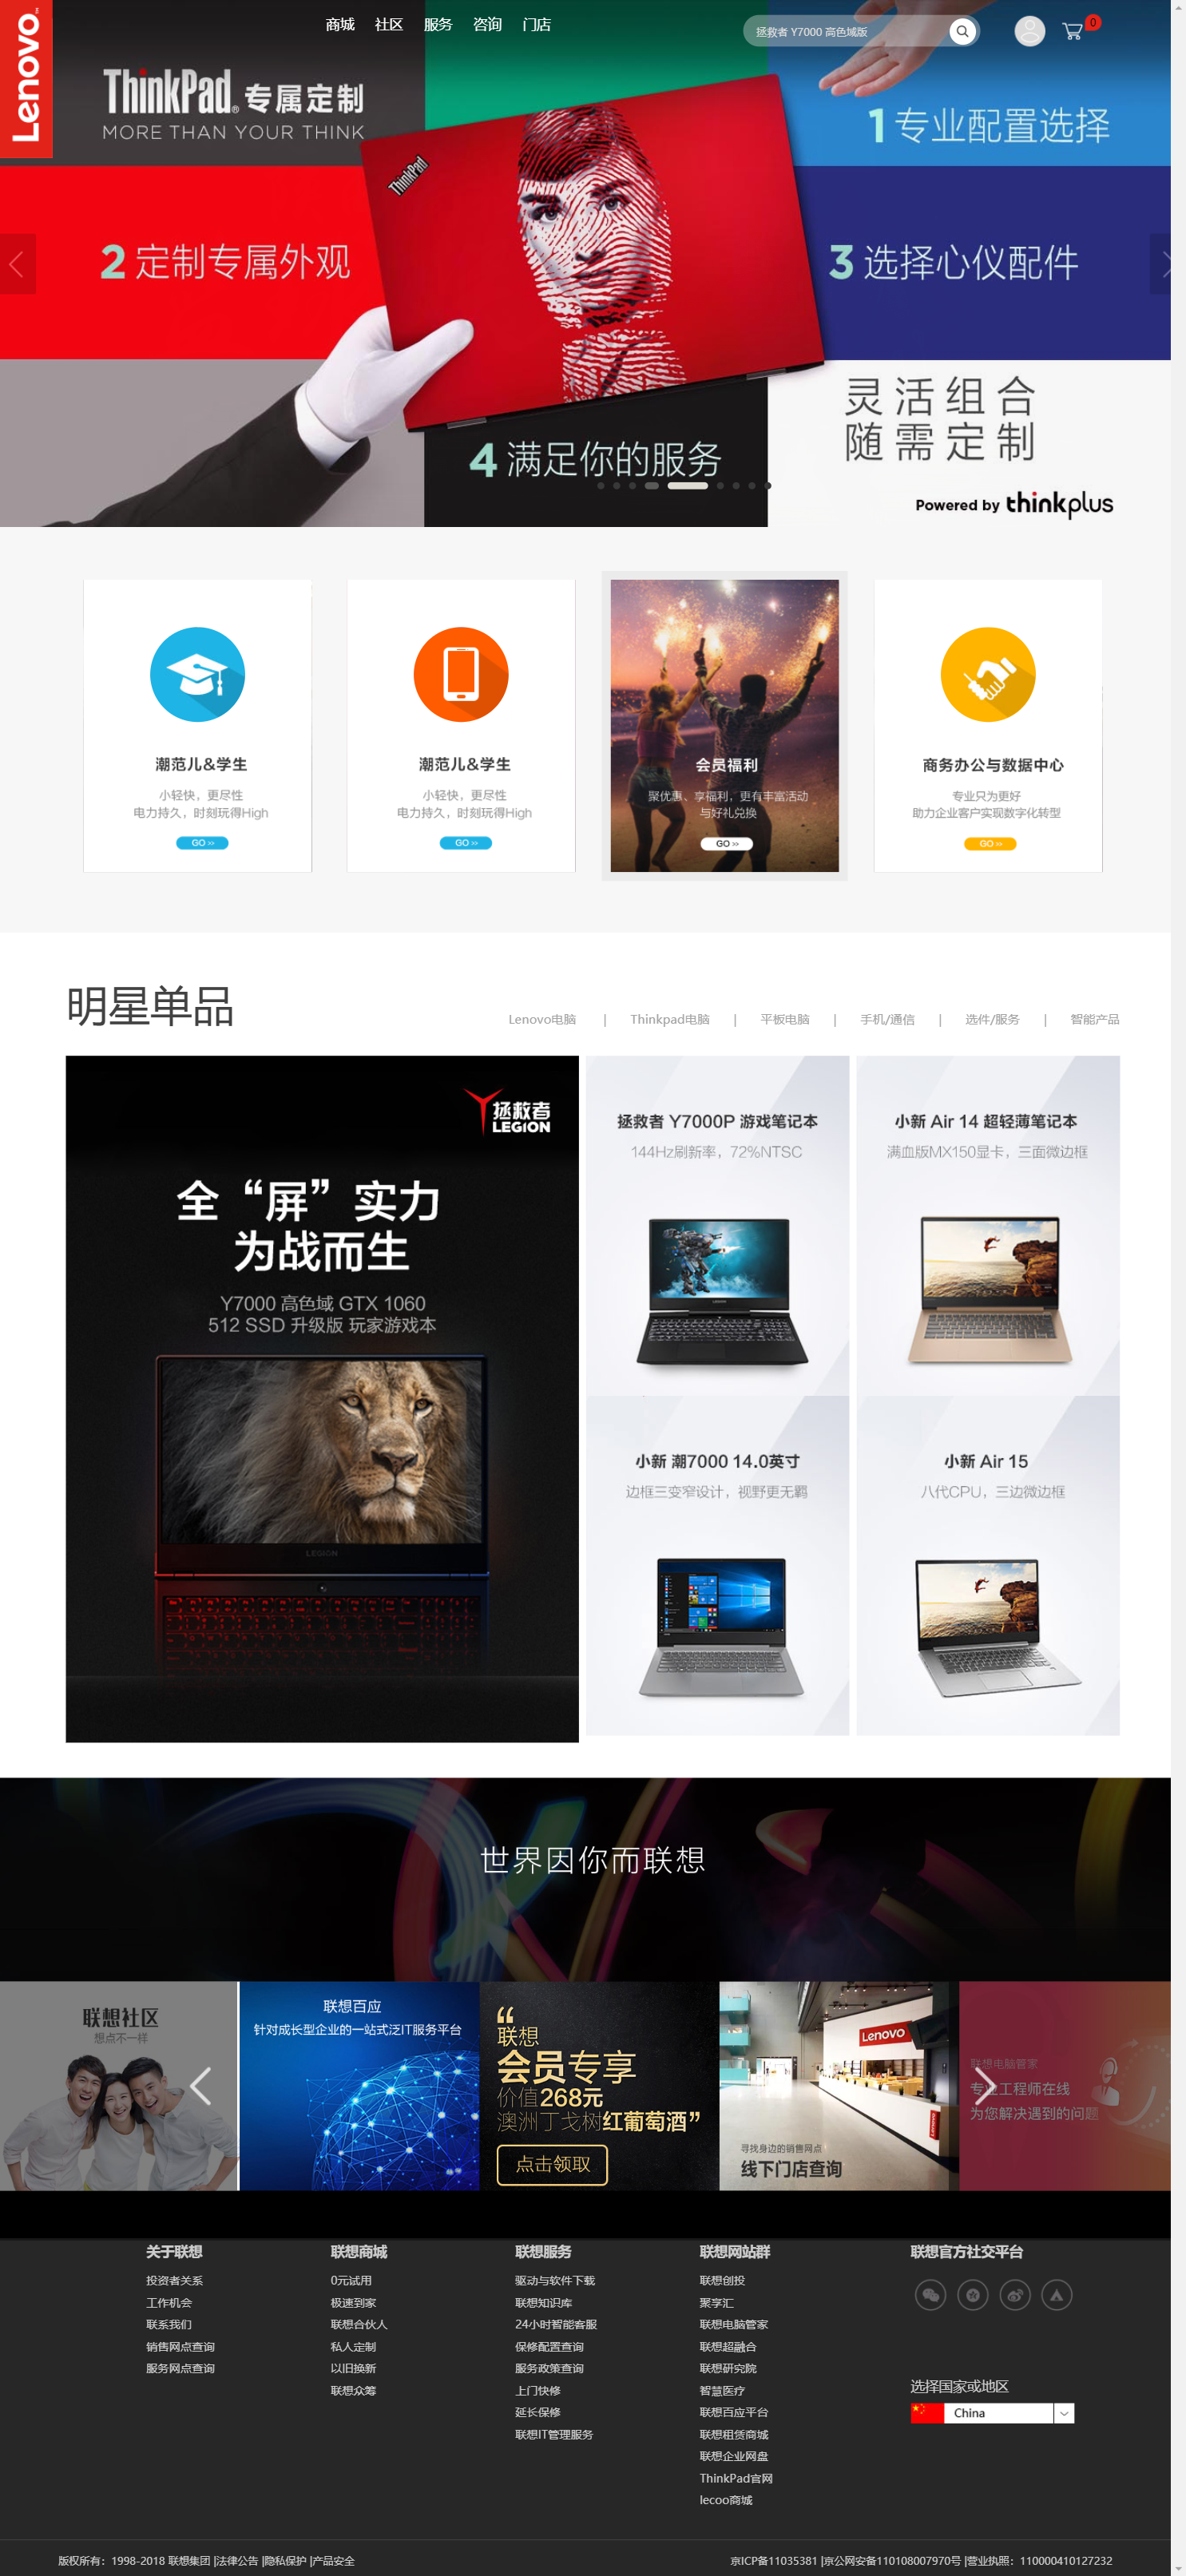 Lenovo
商城 社区 服务 咨询 门店
拯救者 Y7000 高色域版
0
ThinkPad 专属定制
MORE THAN YOUR THINK
ThinkPad
1 专业配置选择
2 定制专属外观
3 选择心仪配件
4 满足你的服务
灵活组合
随需定制
Powered by thinkplus
潮范儿&学生
小轻快，更尽性
电力持久，时刻玩得High
GO >>
潮范儿&学生
小轻快，更尽性
电力持久，时刻玩得High
GO >>
会员福利
聚优惠、享福利，更有丰富活动
与好礼兑换
GO >>
商务办公与数据中心
专业只为更好
助力企业客户实现数字化转型
GO >>
明星单品
Lenovo电脑 | Thinkpad电脑 | 平板电脑 | 手机/通信 | 选件/服务 | 智能产品
拯救者
LEGION
全“屏”实力
为战而生
Y7000 高色域 GTX 1060
512 SSD 升级版 玩家游戏本
LEGION
拯救者 Y7000P 游戏笔记本
144Hz刷新率，72%NTSC
小新 Air 14 超轻薄笔记本
满血版MX150显卡，三面微边框
小新 潮7000 14.0英寸
边框三变窄设计，视野更无羁
小新 Air 15
八代CPU，三边微边框
世界因你而联想
联想社区
想点不一样
联想百应
针对成长型企业的一站式泛IT服务平台
“联想
会员专享
价值268元
澳洲丁戈树红葡萄酒”
点击领取
Lenovo
Lenovo
寻找身边的销售网点
线下门店查询
联想电脑管家
专业工程师在线
为您解决遇到的问题
关于联想
投资者关系
工作机会
联系我们
销售网点查询
服务网点查询
联想商城
0元试用
极速到家
联想合伙人
私人定制
以旧换新
联想众筹
联想服务
驱动与软件下载
联想知识库
24小时智能客服
保修配置查询
服务政策查询
上门快修
延长保修
联想IT管理服务
联想网站群
联想创投
聚享汇
联想电脑管家
联想超融合
联想研究院
智慧医疗
联想百应平台
联想租赁商城
联想企业网盘
ThinkPad官网
lecoo商城
联想官方社交平台
选择国家或地区
China
版权所有：1998-2018 联想集团 |法律公告 |隐私保护 |产品安全
京ICP备11035381 |京公网安备110108007970号 |营业执照：110000410127232